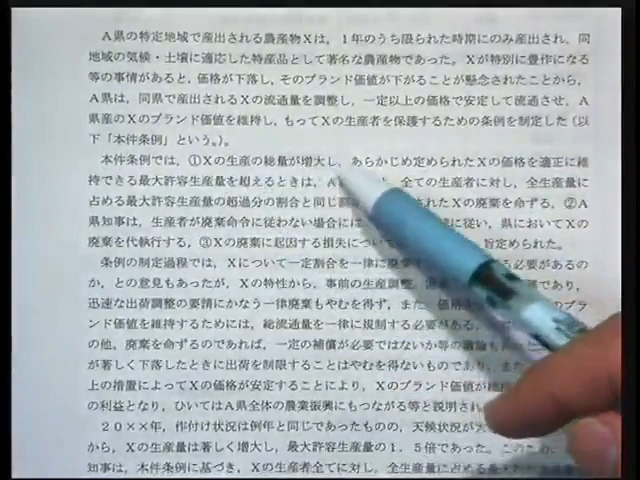 A県の特定地域で産出される農産物Xは，1年のうち限られた時期にのみ産出され，同
地域の気候・土壌に適応した特産品として著名な農産物であった。Xが特別に豊作になる
等の事情があると，価格が下落し，そのブランド価値が下がることが懸念されたことから，
A県は，同県で産出されるXの流通量を調整し，一定以上の価格で安定して流通させ，A
県産のXのブランド価値を維持し，もってXの生産者を保護するための条例を制定した（以
下「本件条例」という。）。
本件条例では，①Xの生産の総量が増大し，あらかじめ定められたXの価格を適正に維
持できる最大許容生産量を超えるときは，A 、全ての生産者に対し，全生産量に
占める最大許容生産量の超過分の割合と同じ たXの廃棄を命ずる，②A
県知事は，生産者が廃棄命令に従わない場合には に従い，県においてXの
廃棄を代執行する，③Xの廃棄に起因する損失につい 旨定められた。
条例の制定過程では，Xについて一定割合を一律に廃 る必要があるの
か，との意見もあったが，Xの特性から，事前の生産調整， であり，
迅速な出荷調整の要請にかなう一律廃棄もやむを得ず，また， のブラ
ンド価値を維持するためには，総流通量を一律に規制する必要がある，
の他，廃棄を命ずるのであれば，一定の補償が必要ではないか等の議論も
が著しく下落したときに出荷を制限することはやむを得ないものであり，また
上の措置によってXの価格が安定することにより，Xのブランド価値が維
の利益となり，ひいてはA県全体の農業振興にもつながる等と説明され
20××年，作付け状況は例年と同じであったものの，天候状況が
から，Xの生産量は著しく増大し，最大許容生産量の1．5倍であった。このため
知事は，本件条例に基づき，Xの生産者全てに対し，全生産量に占める